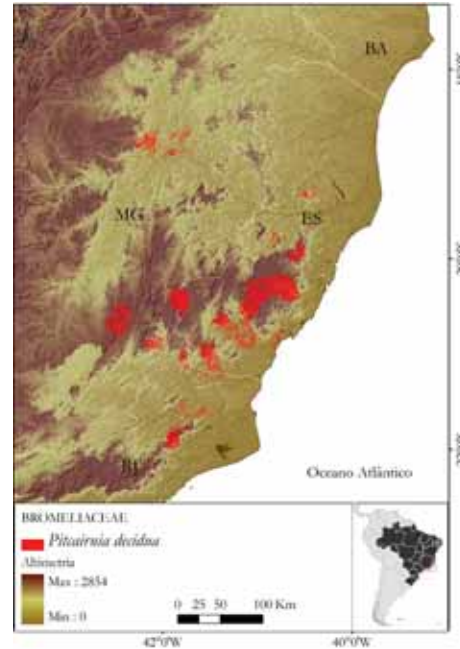 BA
MG
ES
RJ
Oceano Atlântico
BROMELIACEAE
Pitcairnia decidua
Altimetria
Max : 2854
Min : 0
0 25 50 100 Km
42°0'W 40°0'W